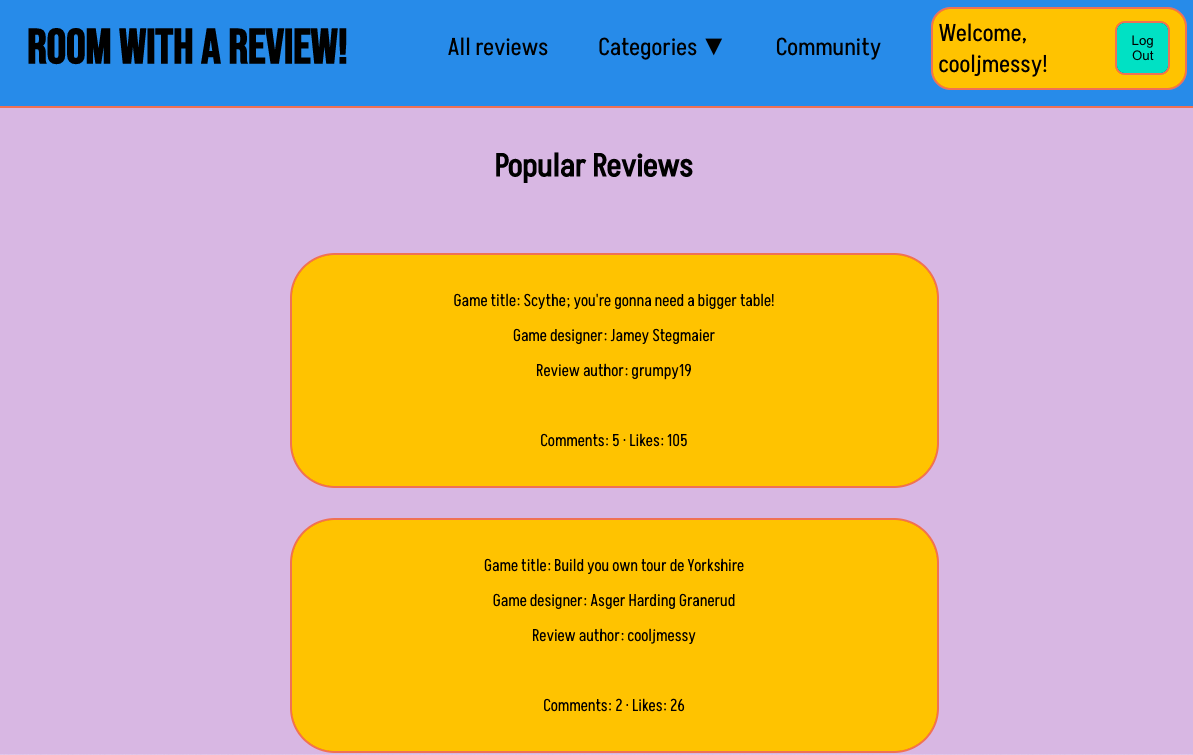 ROOM WITH A REVIEW!
All reviews
Categories ▼
Community
Welcome,
cooljmessy!
Log
Out
Popular Reviews
Game title: Scythe; you're gonna need a bigger table!
Game designer: Jamey Stegmaier
Review author: grumpy19
Comments: 5 · Likes: 105
Game title: Build you own tour de Yorkshire
Game designer: Asger Harding Granerud
Review author: cooljmessy
Comments: 2 · Likes: 26